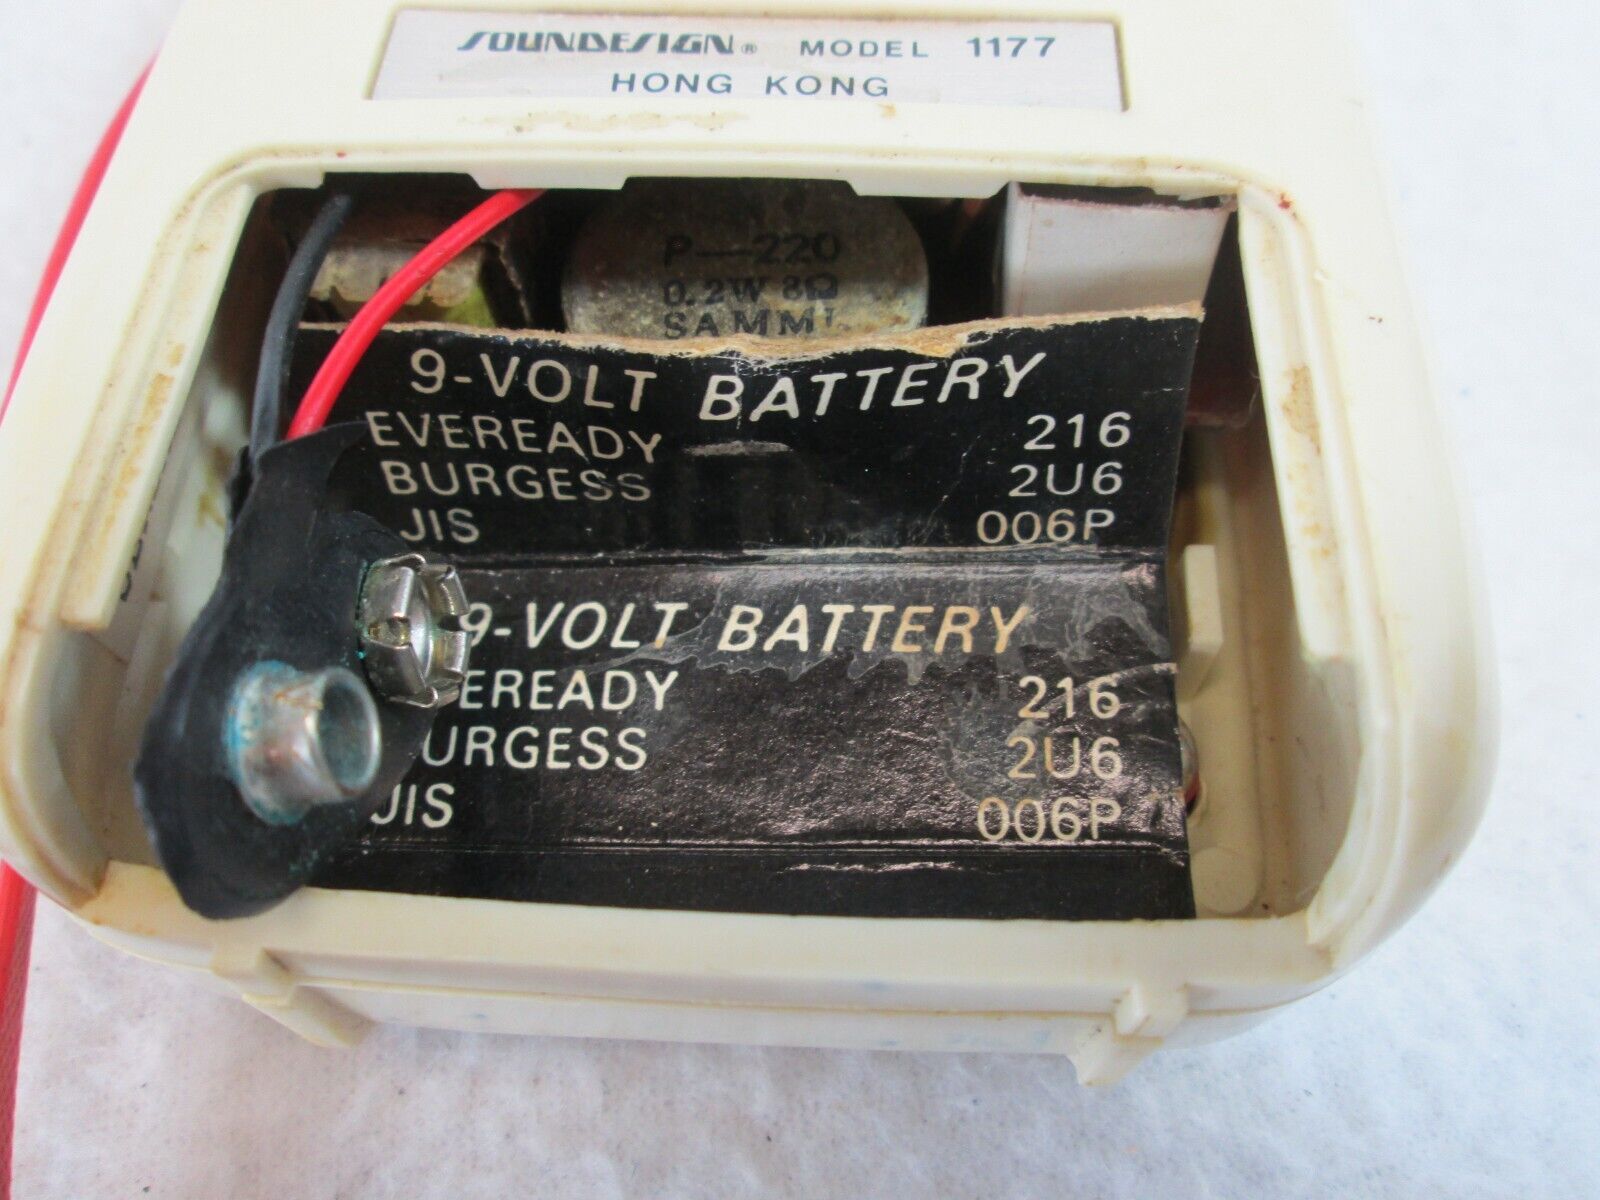 SOUNDESIGN® MODEL 1177
HONG KONG
P—220
0.2W 8Ω
SAMMI
9-VOLT BATTERY
EVEREADY 216
BURGESS 2U6
JIS 006P
9-VOLT BATTERY
EREADY 216
URGESS 2U6
JIS 006P